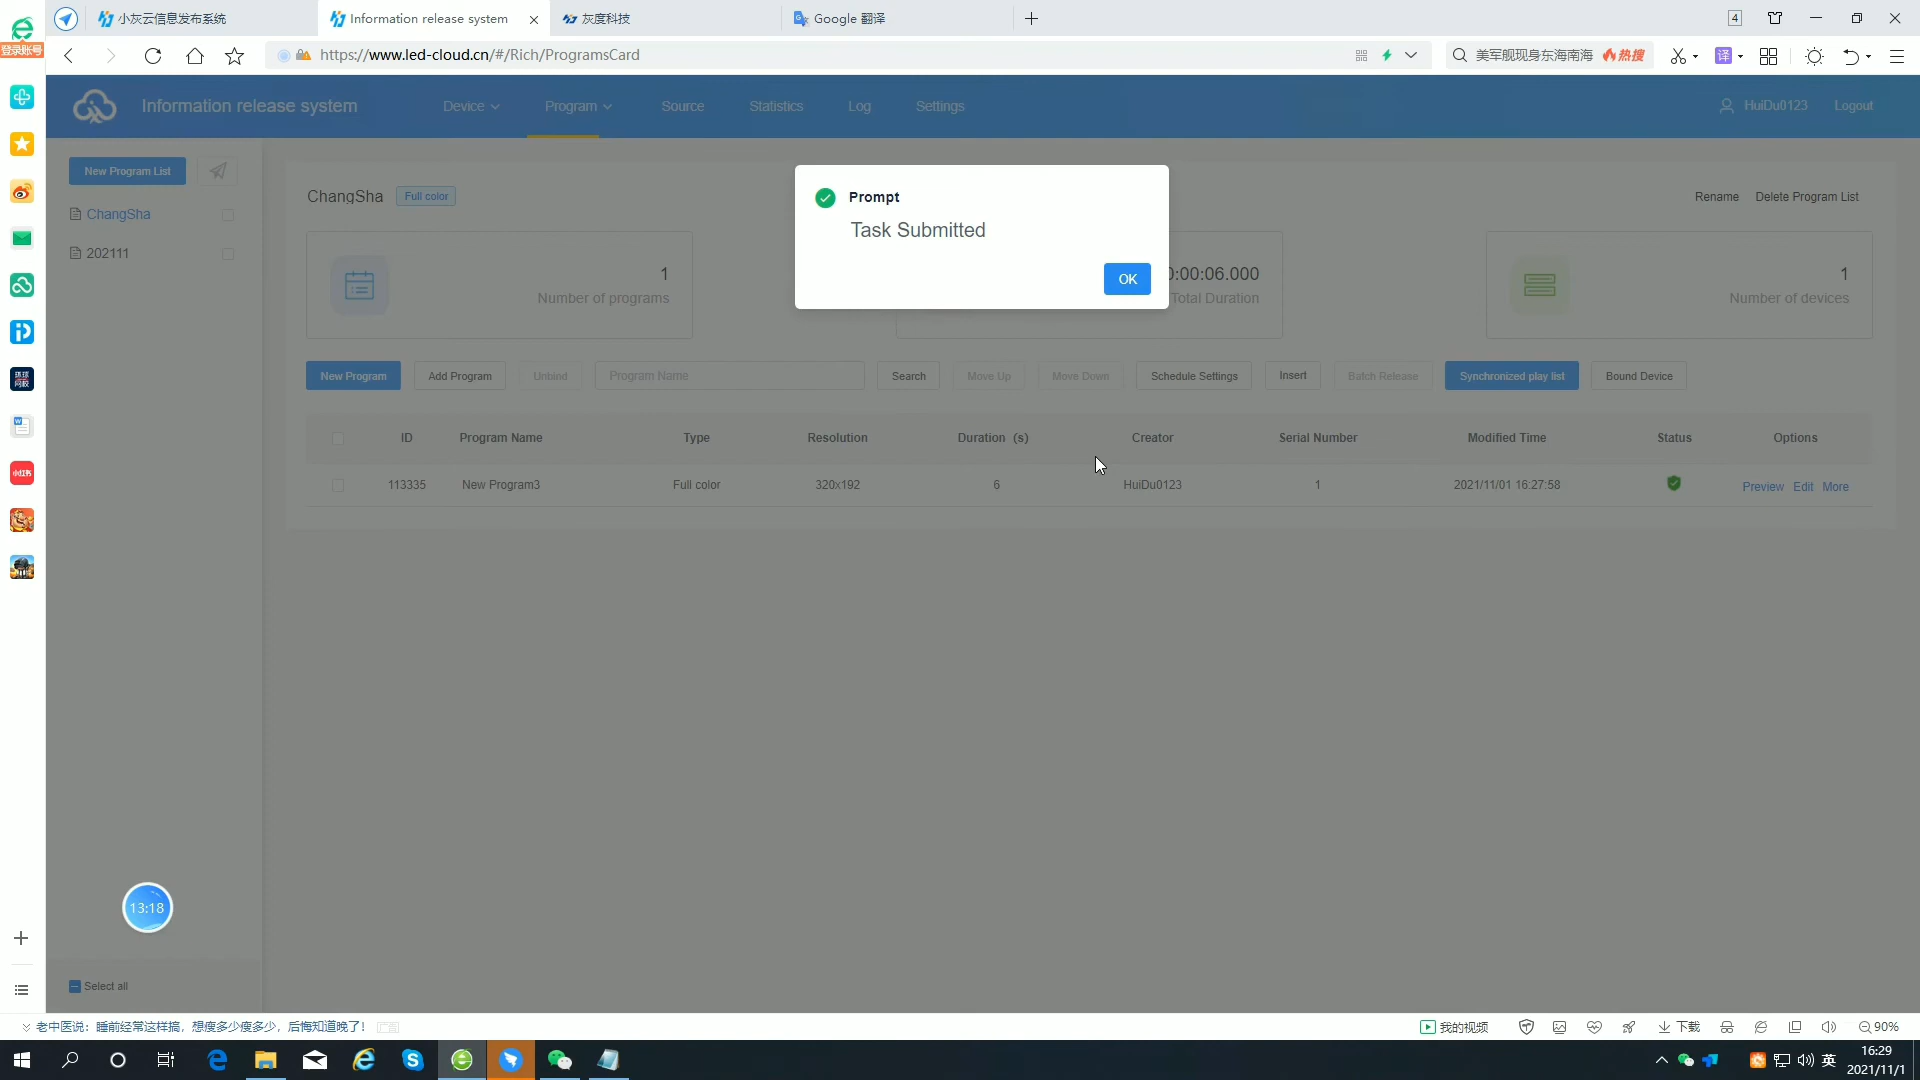 小灰云信息发布系统
Information release system
灰度科技
Google 翻译
4
登录账号
https://www.led-cloud.cn/#/Rich/ProgramsCard
美军舰现身东海南海
热搜
译
Information release system
Device
Program
Source
Statistics
Log
Settings
HuiDu0123
Logout
New Program List
ChangSha
202111
ChangSha
Full color
Rename
Delete Program List
Prompt
Task Submitted
OK
1
Number of programs
0:00:06.000
Total Duration
1
Number of devices
New Program
Add Program
Unbind
Program Name
Search
Move Up
Move Down
Schedule Settings
Insert
Batch Release
Synchronized play list
Bound Device
ID
Program Name
Type
Resolution
Duration（s）
Creator
Serial Number
Modified Time
Status
Options
113335
New Program3
Full color
320x192
6
HuiDu0123
1
2021/11/01 16:27:58
Preview
Edit
More
13:18
Select all
老中医说：睡前经常这样搞，想瘦多少瘦多少，后悔知道晚了！
我的视频
下载
90%
英
16:29
2021/11/1